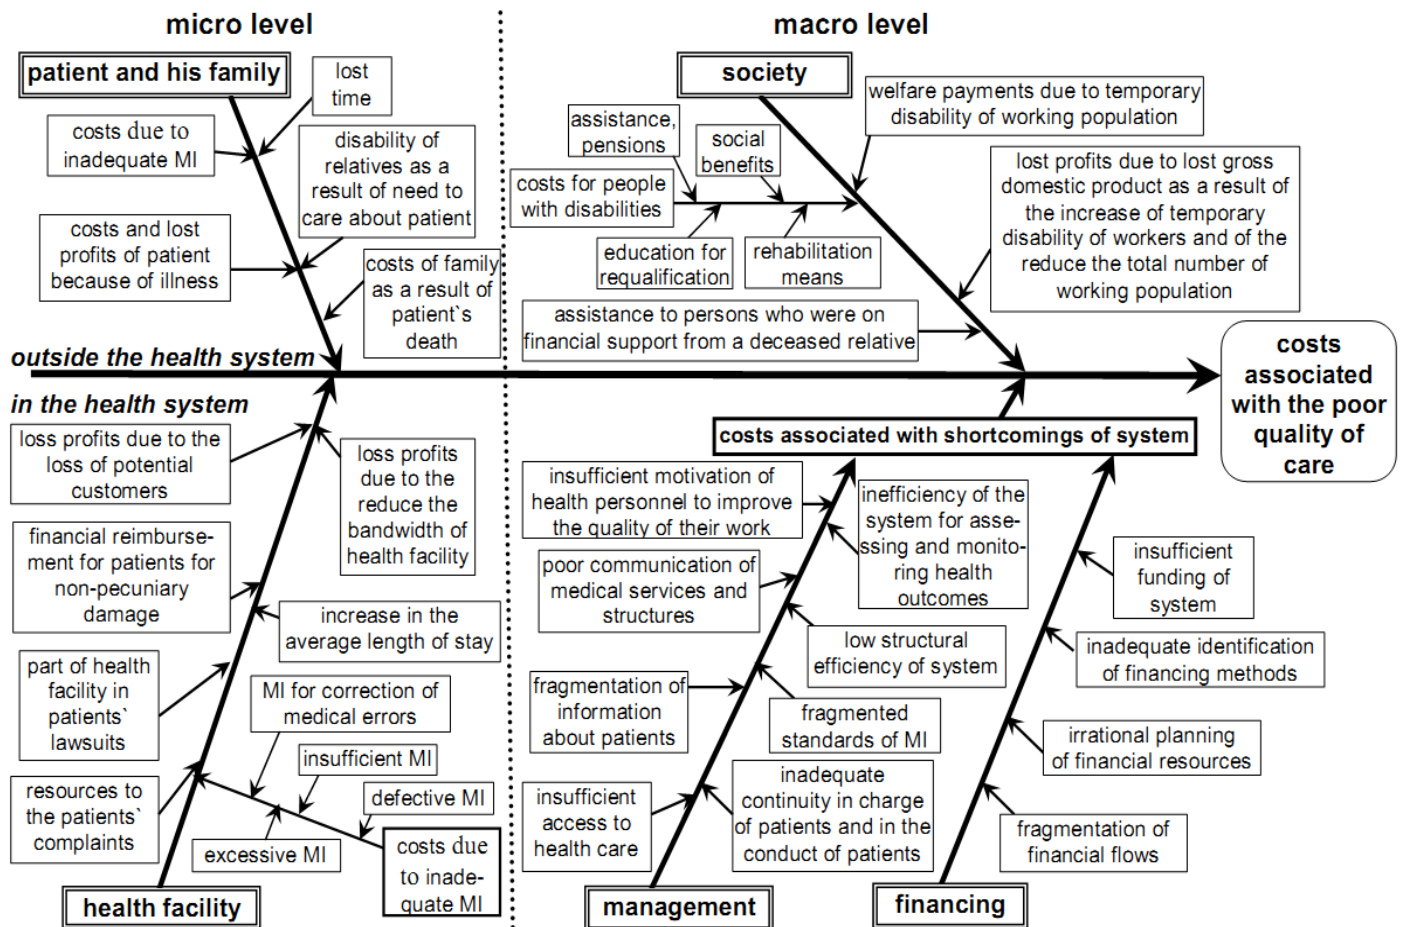 micro level
macro level
patient and his family
lost
time
costs due to
inadequate MI
disability of
relatives as a
result of need to
care about patient
costs and lost
profits of patient
because of illness
costs of family
as a result of
patient`s
death
society
welfare payments due to temporary
disability of working population
assistance,
pensions
social
benefits
costs for people
with disabilities
education for
requalification
rehabilitation
means
lost profits due to lost gross
domestic product as a result of
the increase of temporary
disability of workers and of the
reduce the total number of
working population
assistance to persons who were on
financial support from a deceased relative
outside the health system
in the health system
costs
associated
with the poor
quality of
care
loss profits due to the
loss of potential
customers
loss profits
due to the
reduce the
bandwidth of
health facility
financial reimburse-
ment for patients for
non-pecuniary
damage
increase in the
average length of stay
part of health
facility in
patients`
lawsuits
MI for correction of
medical errors
insufficient MI
defective MI
resources to
the patients`
complaints
excessive MI
costs due
to inade-
quate MI
health facility
costs associated with shortcomings of system
insufficient motivation of
health personnel to improve
the quality of their work
inefficiency of the
system for asse-
ssing and monito-
ring health
outcomes
poor communication of
medical services and
structures
low structural
efficiency of system
fragmentation of
information
about patients
fragmented
standards of MI
insufficient
access to
health care
inadequate
continuity in charge
of patients and in the
conduct of patients
management
insufficient
funding of
system
inadequate identification
of financing methods
irrational planning
of financial resources
fragmentation of
financial flows
financing